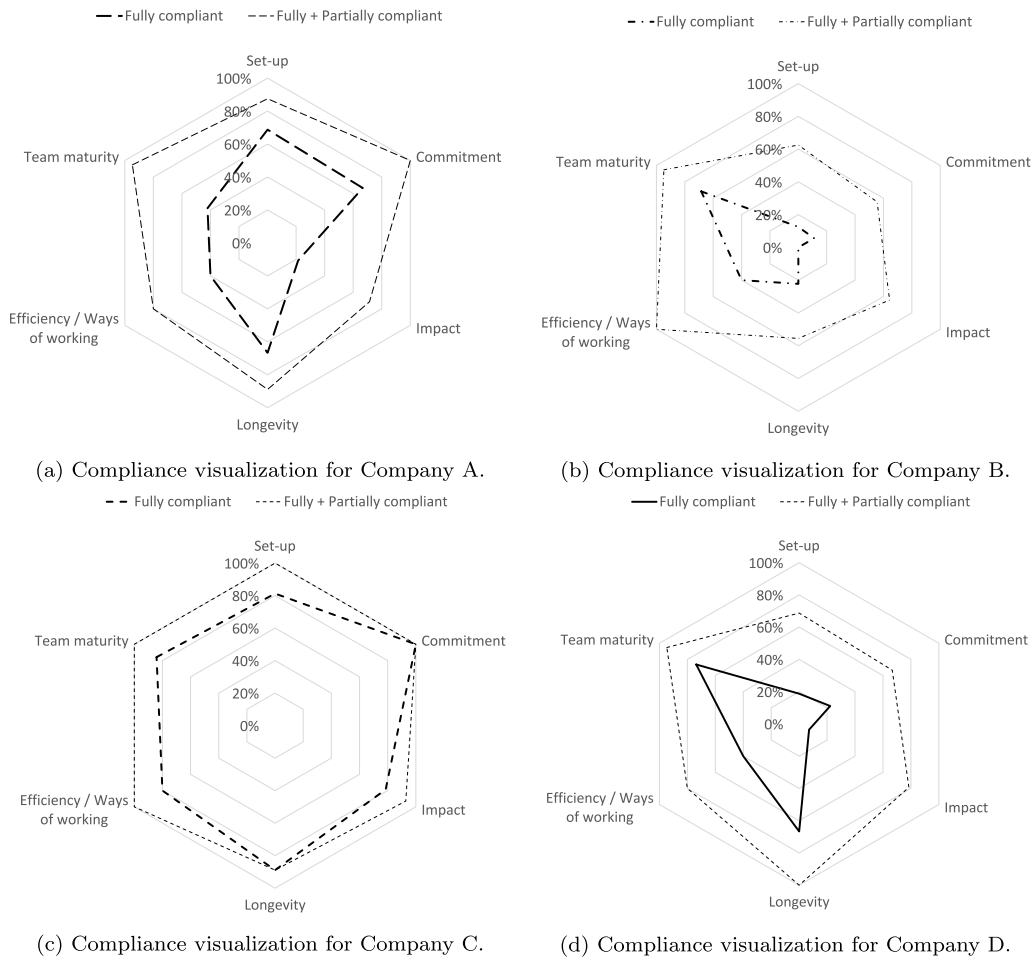 Fully compliant Fully + Partially compliant
Set-up
100%
80%
60%
40%
20%
0%
Team maturity
Commitment
Efficiency / Ways
of working
Impact
Longevity
(a) Compliance visualization for Company A.
Fully compliant Fully + Partially compliant
Set-up
100%
80%
60%
40%
20%
0%
Team maturity
Commitment
Efficiency / Ways
of working
Impact
Longevity
(b) Compliance visualization for Company B.
Fully compliant Fully + Partially compliant
Set-up
100%
80%
60%
40%
20%
0%
Team maturity
Commitment
Efficiency / Ways
of working
Impact
Longevity
(c) Compliance visualization for Company C.
Fully compliant Fully + Partially compliant
Set-up
100%
80%
60%
40%
20%
0%
Team maturity
Commitment
Efficiency / Ways
of working
Impact
Longevity
(d) Compliance visualization for Company D.